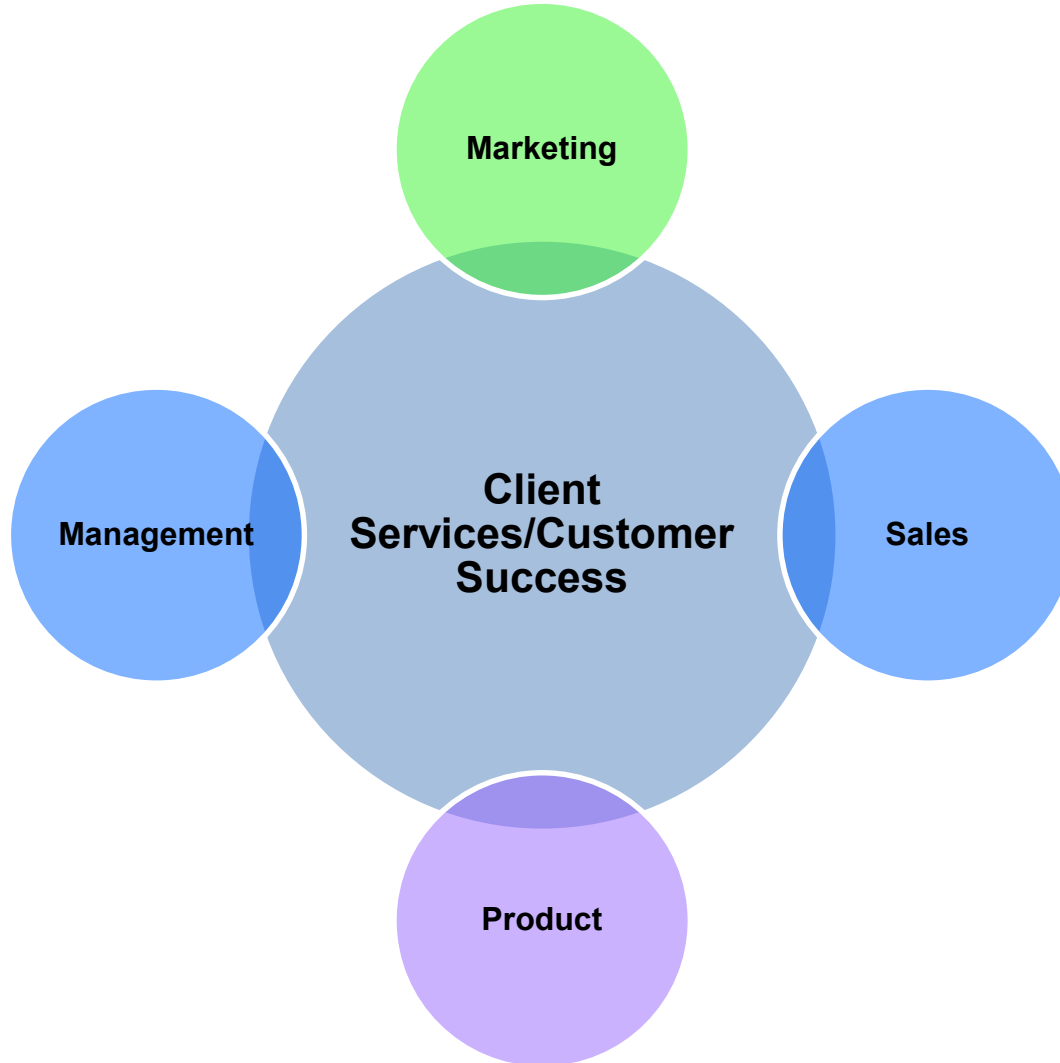 Marketing
Management
Client
Services/Customer
Success
Sales
Product